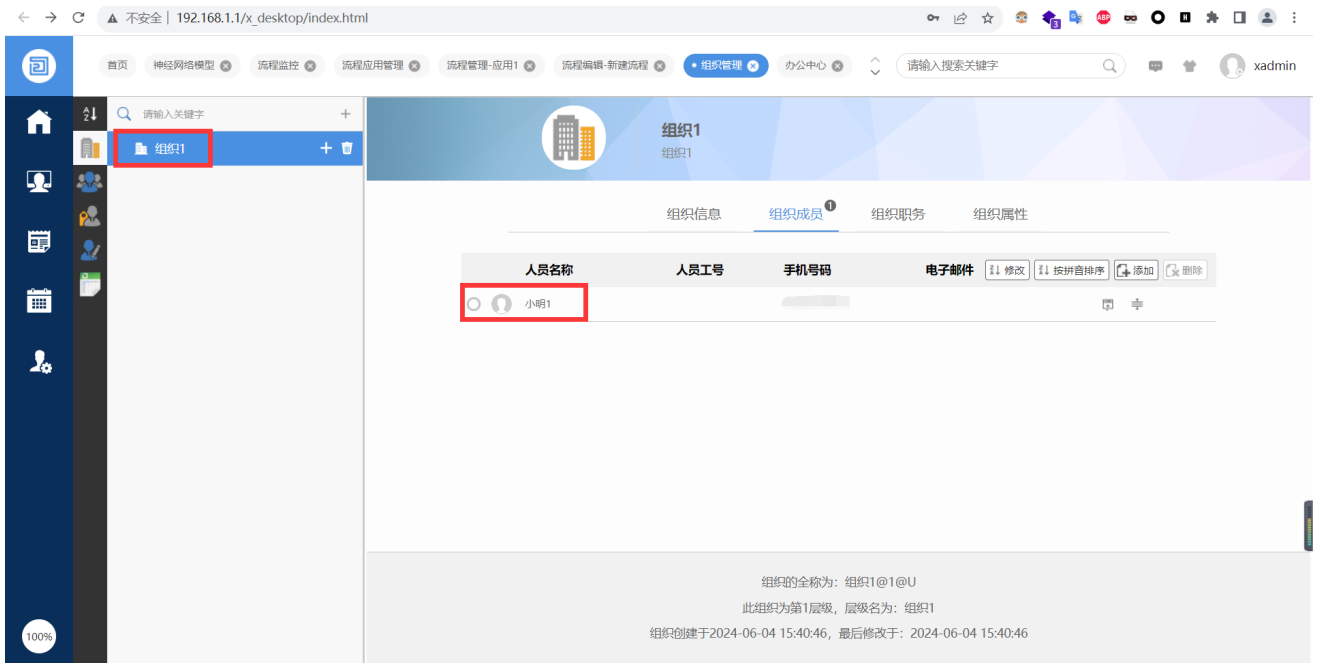 不安全 | 192.168.1.1/x_desktop/index.html
3
ABP
首页 神经网络模型 流程监控 流程应用管理 流程管理-应用1 流程编辑-新建流程 • 组织管理 办公中心 请输入搜索关键字 xadmin
A Z 请输入关键字 +
组织1 +
组织1
组织1
组织信息 组织成员 1 组织职务 组织属性
人员名称 人员工号 手机号码 电子邮件 修改 按拼音排序 添加 删除
小明1
组织的全称为：组织1@1@U
此组织为第1层级，层级名为：组织1
组织创建于2024-06-04 15:40:46，最后修改于：2024-06-04 15:40:46
100%